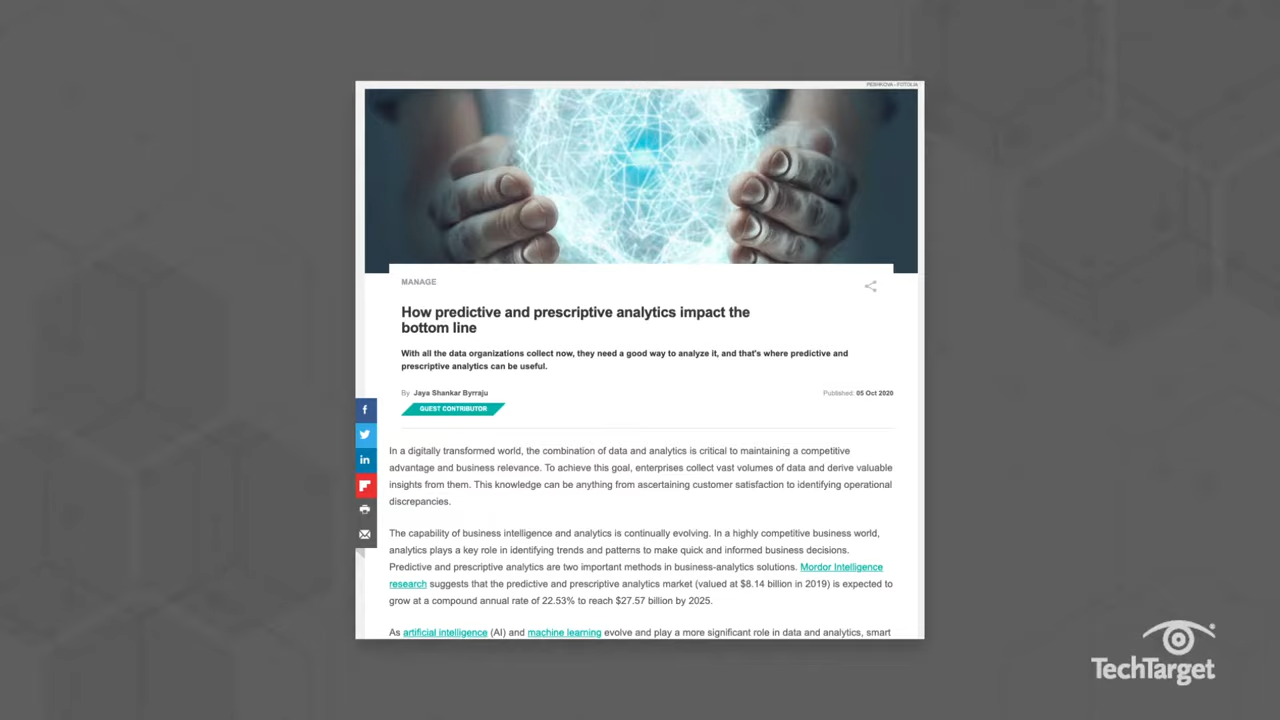 PESHKOVA - FOTOLIA
MANAGE
How predictive and prescriptive analytics impact the
bottom line
With all the data organizations collect now, they need a good way to analyze it, and that's where predictive and
prescriptive analytics can be useful.
By Jaya Shankar Byrraju
Published: 05 Oct 2020
GUEST CONTRIBUTOR
In a digitally transformed world, the combination of data and analytics is critical to maintaining a competitive
advantage and business relevance. To achieve this goal, enterprises collect vast volumes of data and derive valuable
insights from them. This knowledge can be anything from ascertaining customer satisfaction to identifying operational
discrepancies.
The capability of business intelligence and analytics is continually evolving. In a highly competitive business world,
analytics plays a key role in identifying trends and patterns to make quick and informed business decisions.
Predictive and prescriptive analytics are two important methods in business-analytics solutions. Mordor Intelligence
research suggests that the predictive and prescriptive analytics market (valued at $8.14 billion in 2019) is expected to
grow at a compound annual rate of 22.53% to reach $27.57 billion by 2025.
As artificial intelligence (AI) and machine learning evolve and play a more significant role in data and analytics, smart
TechTarget